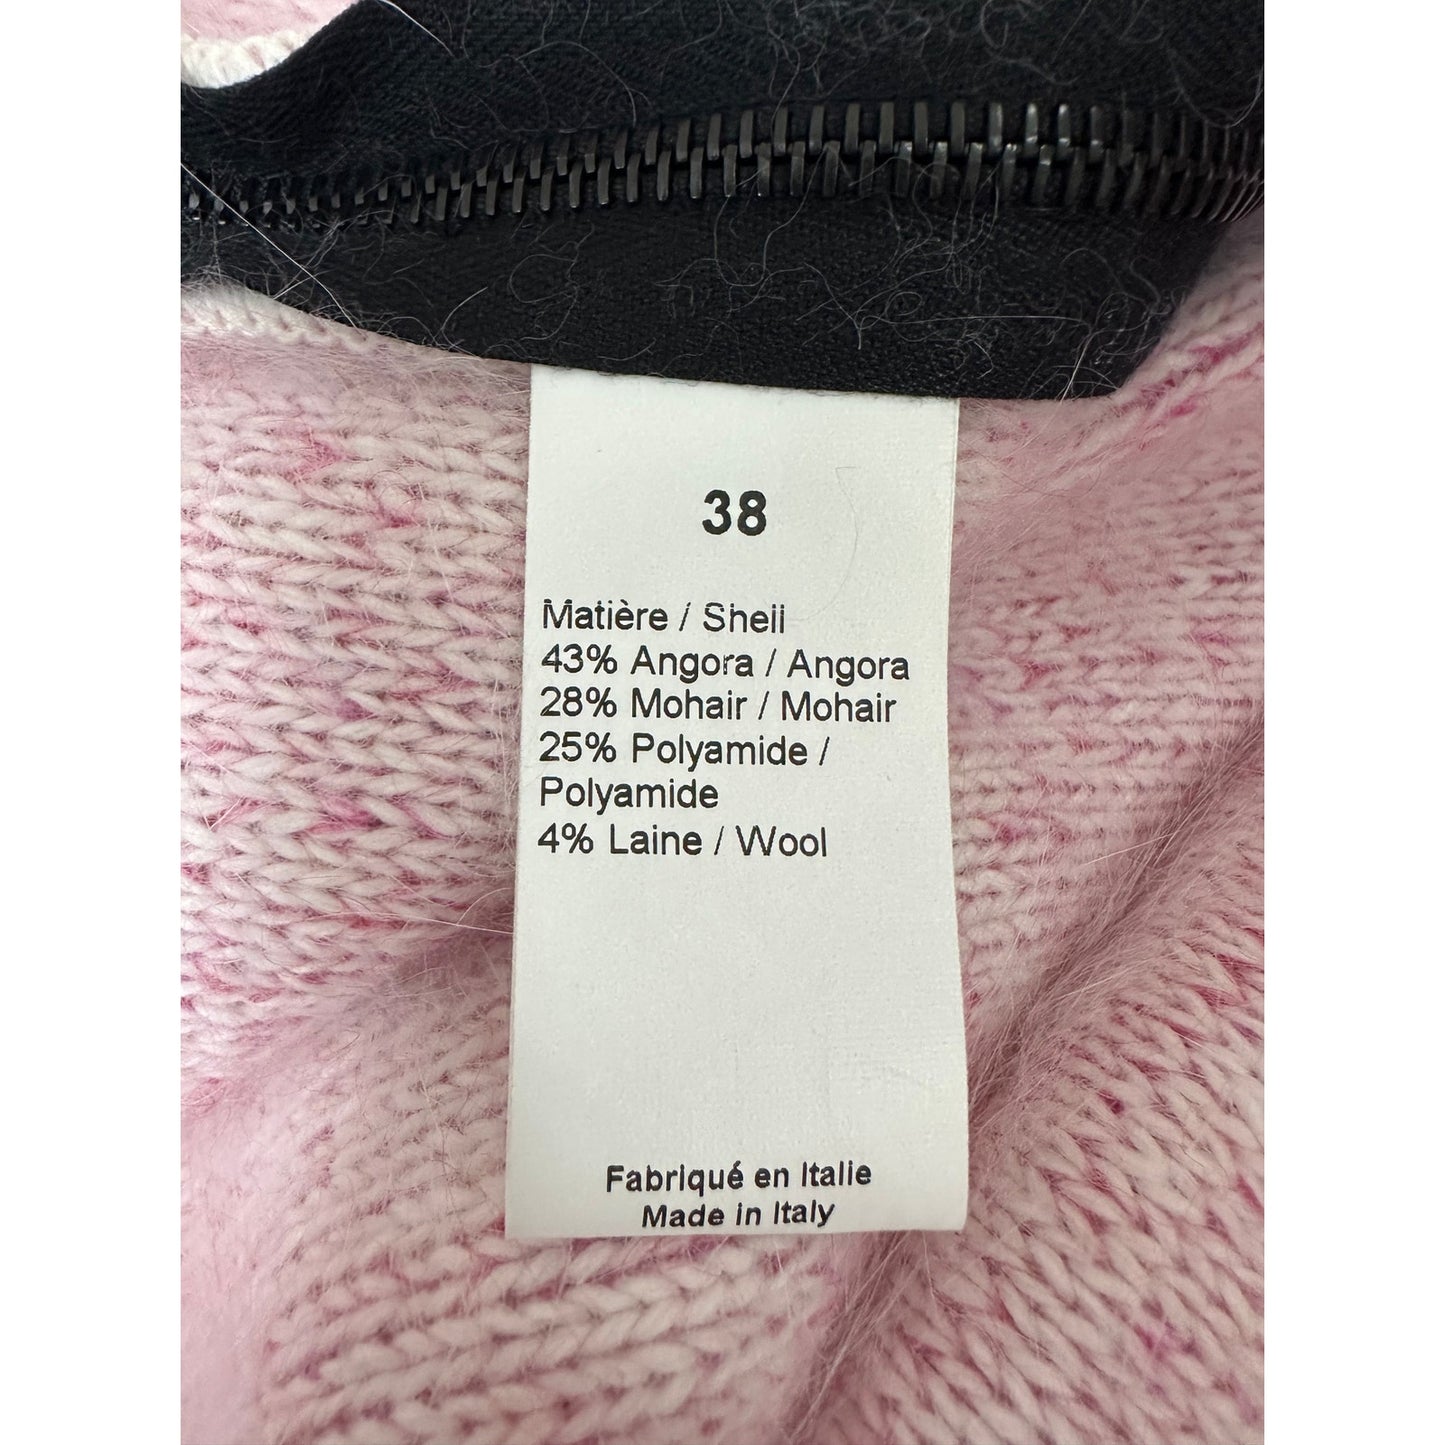 38
Matière / Shell
43% Angora / Angora
28% Mohair / Mohair
25% Polyamide /
Polyamide
4% Laine / Wool
Fabriqué en Italie
Made in Italy